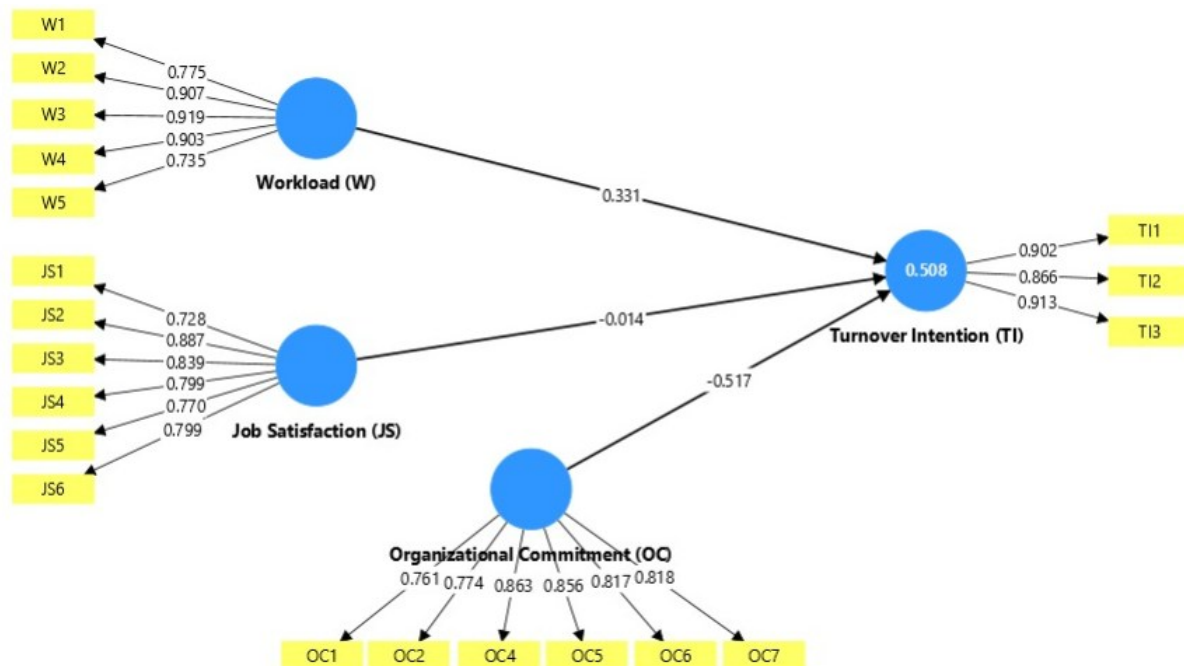 W1
W2
W3
W4
W5
0.775
0.907
0.919
0.903
0.735
Workload (W)
0.331
JS1
JS2
JS3
JS4
JS5
JS6
0.728
0.887
0.839
0.799
0.770
0.799
Job Satisfaction (JS)
-0.014
0.508
Turnover Intention (TI)
0.902
0.866
0.913
TI1
TI2
TI3
-0.517
Organizational Commitment (OC)
0.761 0.774 0.863 0.856 0.817 0.818
OC1 OC2 OC4 OC5 OC6 OC7